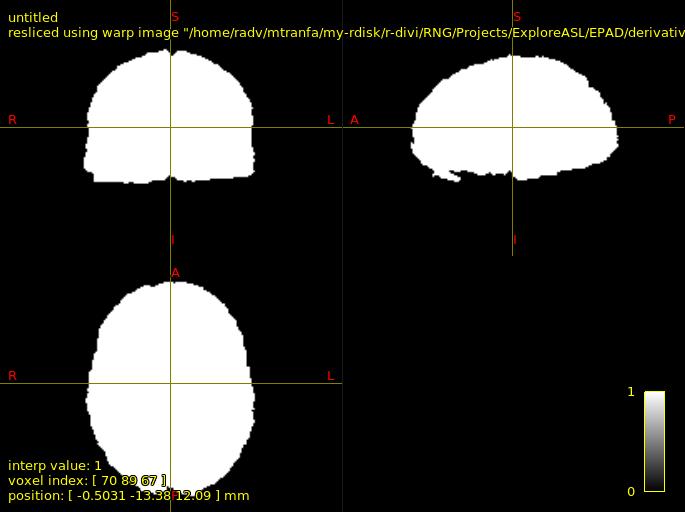 untitled
resliced using warp image "/home/radv/mtranfa/my-rdisk/r-divi/RNG/Projects/ExploreASL/EPAD/derivativ
S
S
R
L
A
P
I
I
A
R
L
1
interp value: 1
voxel index: [ 70 89 67 ]
0
position: [ -0.5031 -13.38 12.09 ] mm